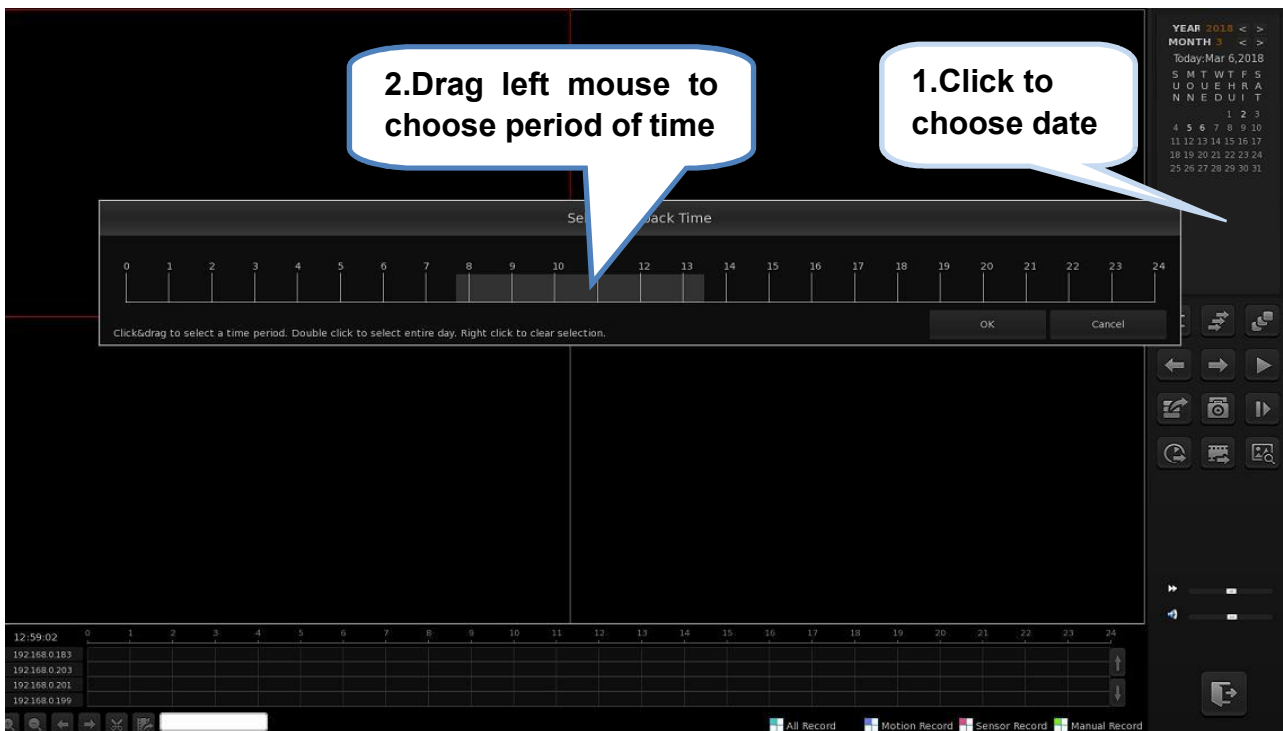 YEAR 2018 < >
MONTH 3 < >
Today:Mar 6,2018
S M T W T F S
U O U E H R A
N N E D U I T
1 2 3
4 5 6 7 8 9 10
11 12 13 14 15 16 17
18 19 20 21 22 23 24
25 26 27 28 29 30 31
2.Drag left mouse to
choose period of time
1.Click to
choose date
Time
0 1 2 3 4 5 6 7 8 9 10 12 13 14 15 16 17 18 19 20 21 22 23 24
Click&drag to select a time period. Double click to select entire day. Right click to clear selection.
OK
Cancel
12:59:02
0 1 2 3 4 5 6 7 8 9 10 11 12 13 14 15 16 17 18 19 20 21 22 23 24
192.168.0.183
192.168.0.203
192.168.0.201
192.168.0.199
All Record
Motion Record
Sensor Record
Manual Record